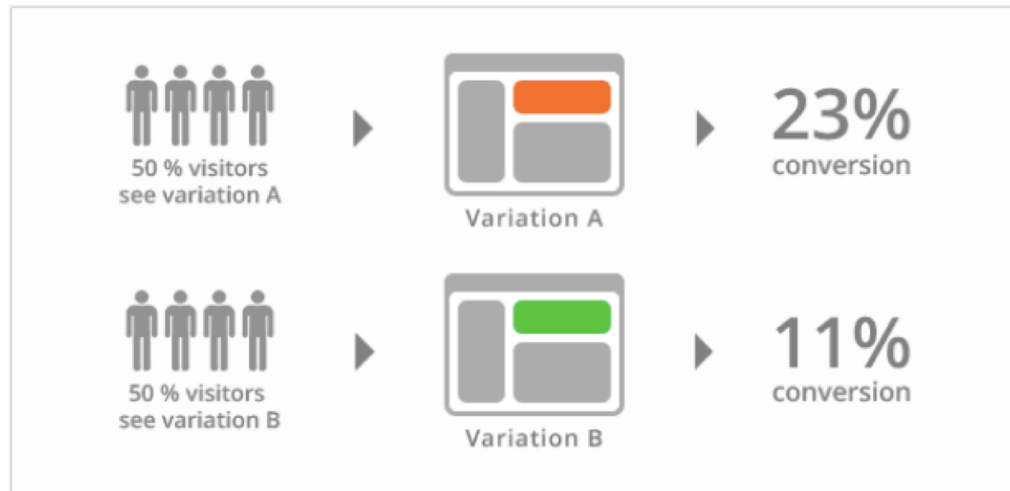 50 % visitors
see variation A
Variation A
23%
conversion
50 % visitors
see variation B
Variation B
11%
conversion